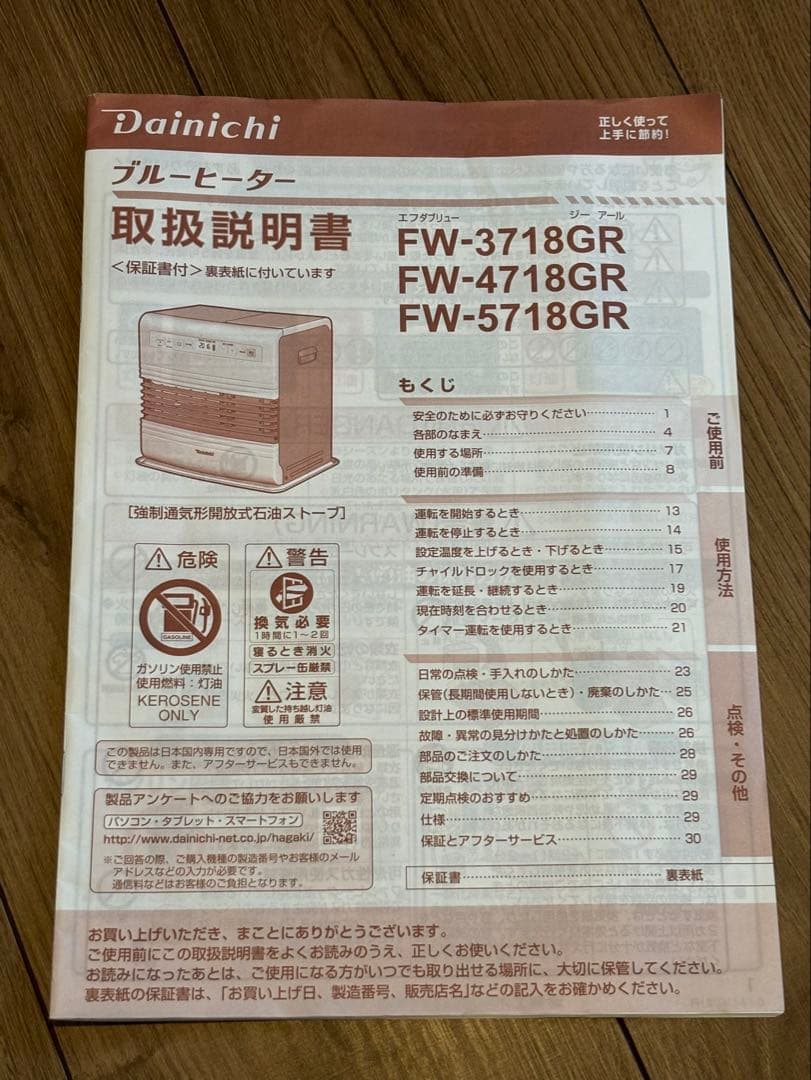 Dainichi
正しく使って
上手に節約!
ブルーヒーター
取扱説明書
<保証書付>裏表紙に付いています
エフダブリュー ジー アール
FW-3718GR
FW-4718GR
FW-5718GR
[強制通気形開放式石油ストーブ]
危険
GASOLINE
ガソリン使用禁止
使用燃料:灯油
KEROSENE
ONLY
警告
換気必要
1時間に1~2回
寝るとき消火
スプレー缶厳禁
注意
変質した持ち越し灯油
使用厳禁
この製品は日本国内専用ですので、日本国外では使用
できません。また、アフターサービスもできません。
製品アンケートへのご協力をお願いします
パソコン・タブレット・スマートフォン
http://www.dainichi-net.co.jp/hagaki/
※ご回答の際、ご購入機種の製造番号やお客様のメール
アドレスなどの入力が必要です。
通信料などはお客様のご負担となります。
もくじ
安全のために必ずお守りください 1
各部のなまえ 4
使用する場所 7
使用前の準備 8
ご使用前
運転を開始するとき 13
運転を停止するとき 14
設定温度を上げるとき・下げるとき 15
チャイルドロックを使用するとき 17
運転を延長・継続するとき 19
現在時刻を合わせるとき 20
タイマー運転を使用するとき 21
使用方法
日常の点検・手入れのしかた 23
保管(長期間使用しないとき)・廃棄のしかた 25
設計上の標準使用期間 26
故障・異常の見分けかたと処置のしかた 26
部品のご注文のしかた 28
部品交換について 29
定期点検のおすすめ 29
仕様 29
保証とアフターサービス 30
点検・その他
保証書 裏表紙
お買い上げいただき、まことにありがとうございます。
ご使用前にこの取扱説明書をよくお読みのうえ、正しくお使いください。
お読みになったあとは、ご使用になる方がいつでも取り出せる場所に、大切に保管してください。
裏表紙の保証書は、「お買い上げ日、製造番号、販売店名」などの記入をお確かめください。